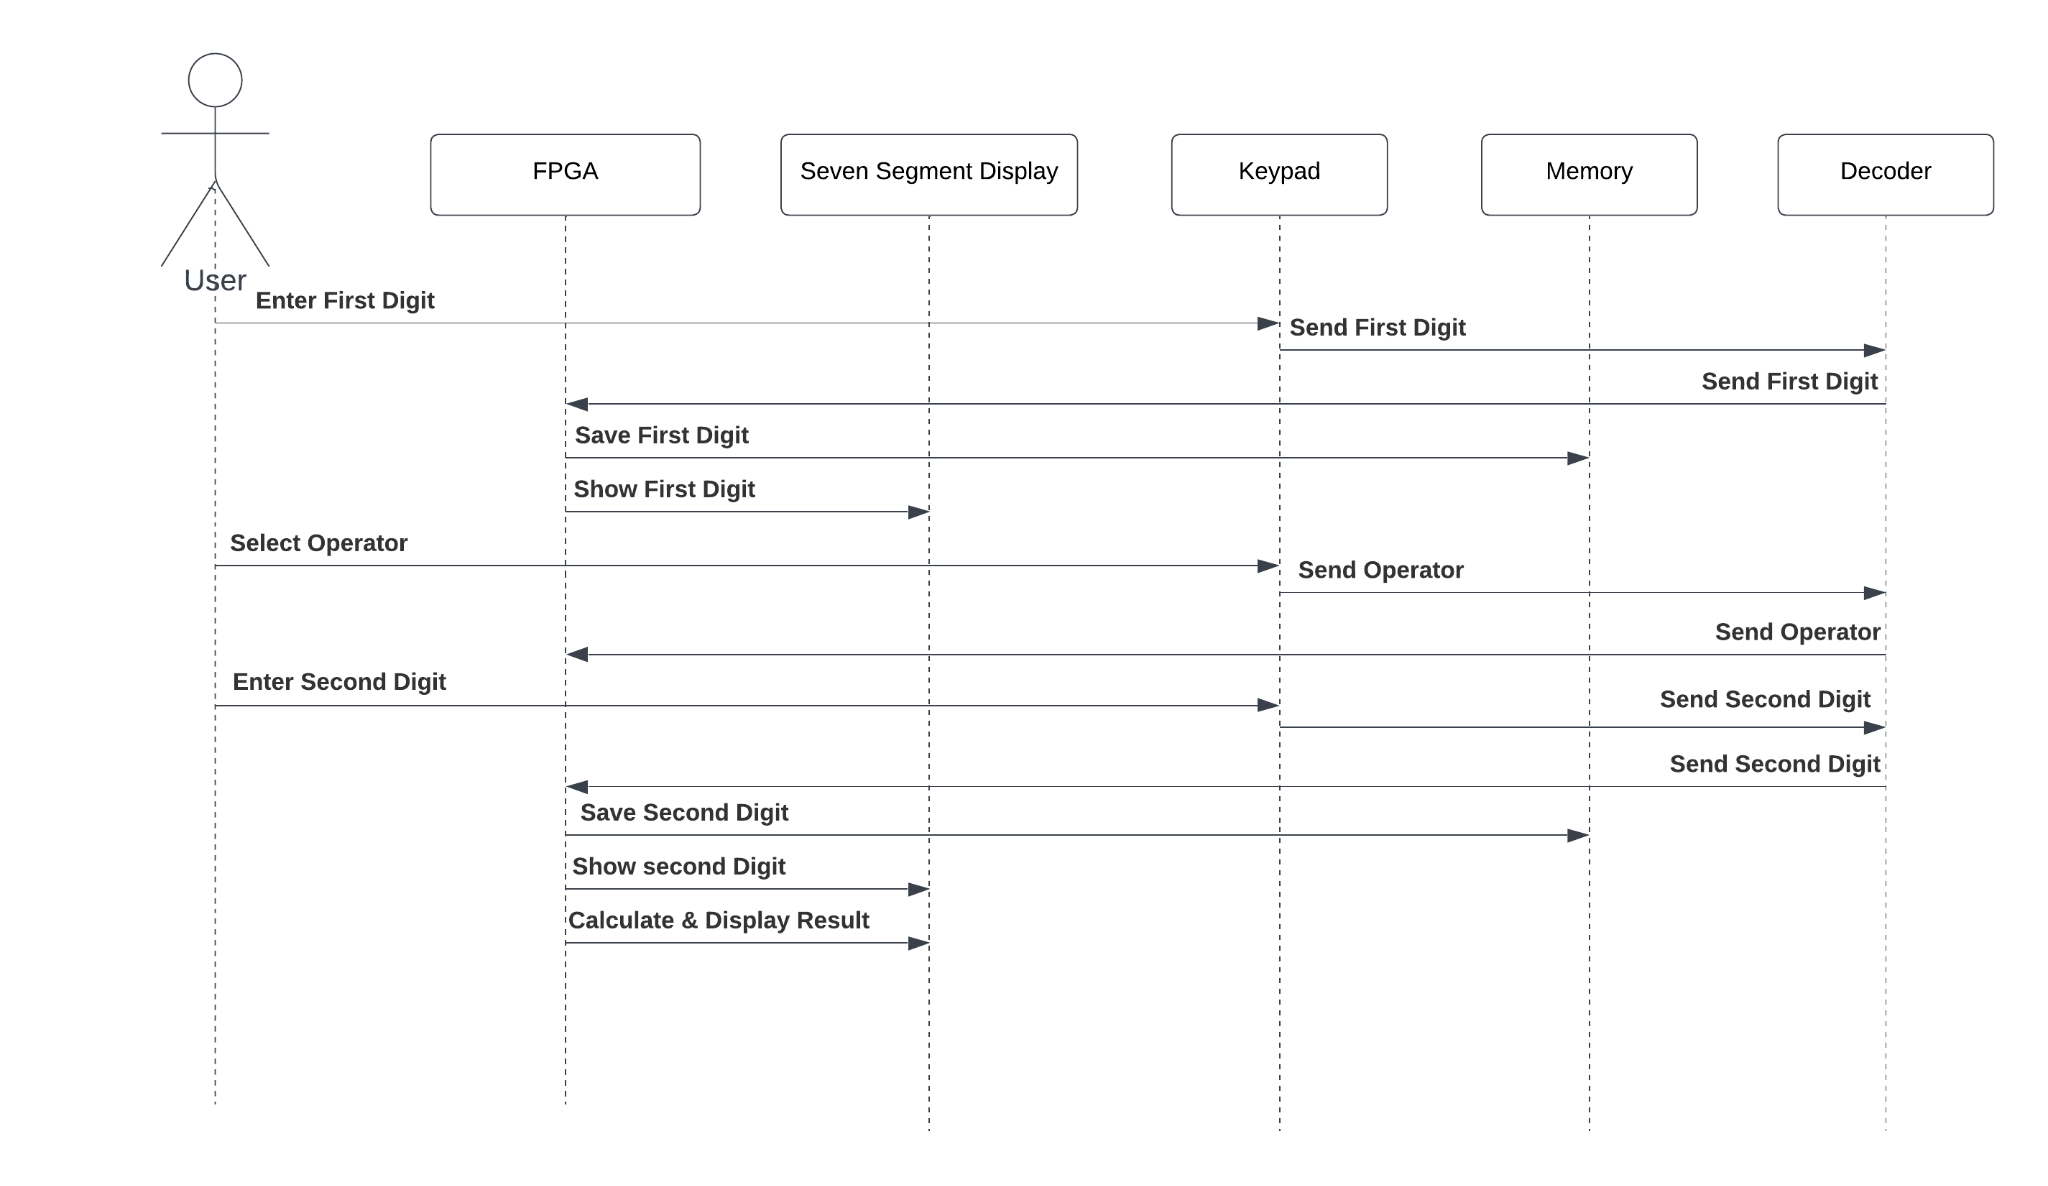 FPGA
Seven Segment Display
Keypad
Memory
Decoder
User
Enter First Digit
Send First Digit
Send First Digit
Save First Digit
Show First Digit
Select Operator
Send Operator
Send Operator
Enter Second Digit
Send Second Digit
Send Second Digit
Save Second Digit
Show second Digit
Calculate & Display Result